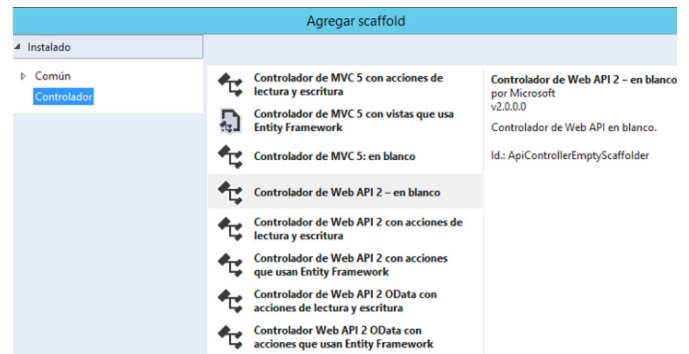 Agregar scaffold
Instalado
Común
Controlador
Controlador de MVC 5 con acciones de
lectura y escritura
Controlador de MVC 5 con vistas que usa
Entity Framework
Controlador de MVC 5: en blanco
Controlador de Web API 2 – en blanco
Controlador de Web API 2 con acciones de
lectura y escritura
Controlador de Web API 2 con acciones
que usan Entity Framework
Controlador de Web API 2 OData con
acciones de lectura y escritura
Controlador Web API 2 OData con
acciones que usan Entity Framework
Controlador de Web API 2 – en blanco
por Microsoft
v2.0.0.0
Controlador de Web API en blanco.
Id.: ApiControllerEmptyScaffolder